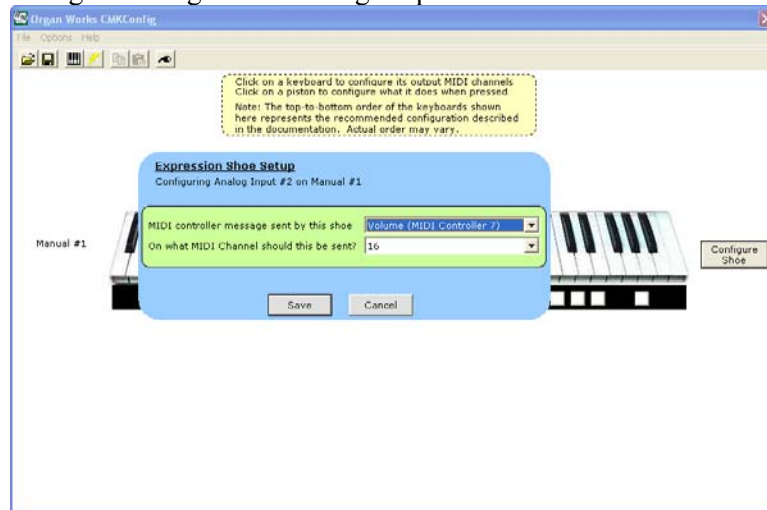 Organ Works CMKConfig
File Options Help
Click on a keyboard to configure its output MIDI channels
Click on a piston to configure what it does when pressed
Note: The top-to-bottom order of the keyboards shown
here represents the recommended configuration described
in the documentation. Actual order may vary.
Expression Shoe Setup
Configuring Analog Input #2 on Manual #1
MIDI controller message sent by this shoe Volume (MIDI Controller 7)
On what MIDI Channel should this be sent? 16
Manual #1
Configure
Shoe
Save Cancel